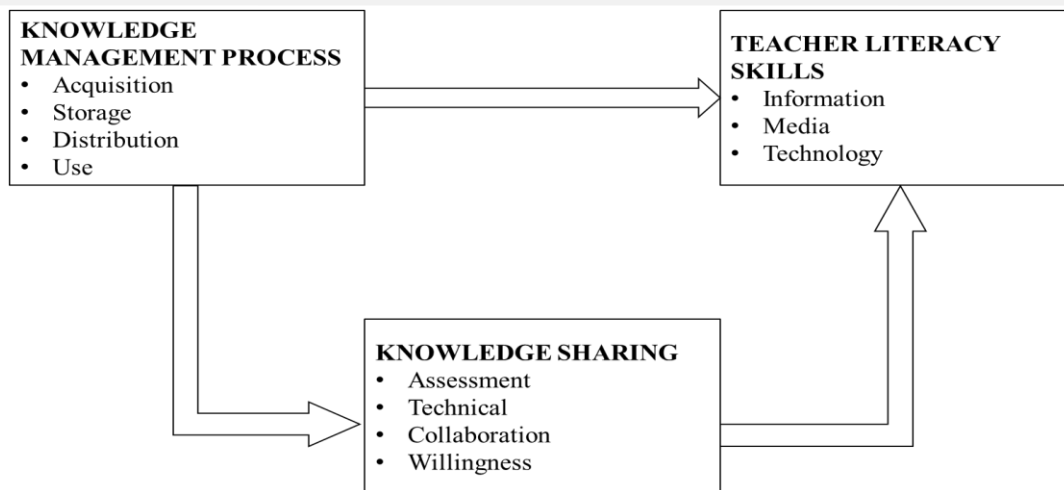 KNOWLEDGE
MANAGEMENT PROCESS
• Acquisition
• Storage
• Distribution
• Use
TEACHER LITERACY
SKILLS
• Information
• Media
• Technology
KNOWLEDGE SHARING
• Assessment
• Technical
• Collaboration
• Willingness